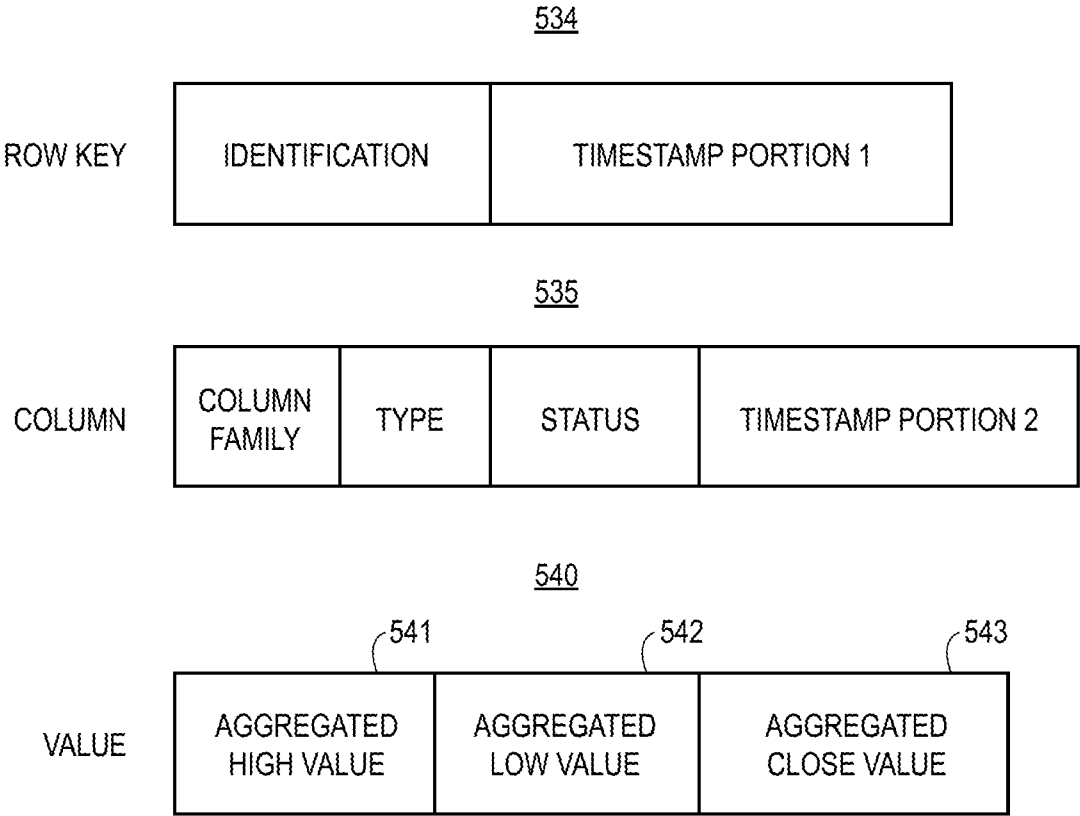 534
ROW KEY
IDENTIFICATION
TIMESTAMP PORTION 1
535
COLUMN
COLUMN
FAMILY
TYPE
STATUS
TIMESTAMP PORTION 2
540
541
542
543
VALUE
AGGREGATED
HIGH VALUE
AGGREGATED
LOW VALUE
AGGREGATED
CLOSE VALUE